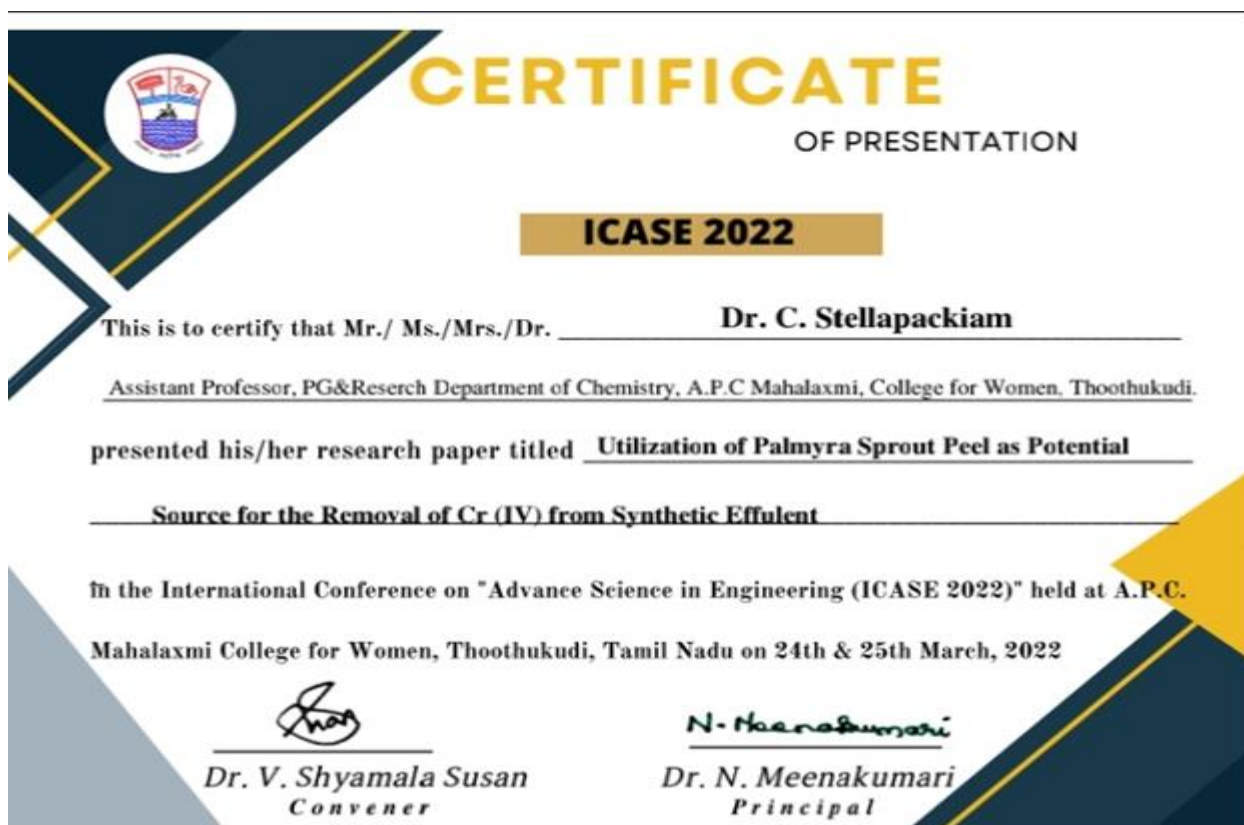 CERTIFICATE
OF PRESENTATION
ICASE 2022
This is to certify that Mr./ Ms./Mrs./Dr. Dr. C. Stellapackiam
Assistant Professor, PG&Reserch Department of Chemistry, A.P.C Mahalaxmi, College for Women, Thoothukudi.
presented his/her research paper titled Utilization of Palmyra Sprout Peel as Potential
Source for the Removal of Cr (IV) from Synthetic Effulent
in the International Conference on "Advance Science in Engineering (ICASE 2022)" held at A.P.C.
Mahalaxmi College for Women, Thoothukudi, Tamil Nadu on 24th & 25th March, 2022
N-Meenakumari
Dr. V. Shyamala Susan
Dr. N. Meenakumari
Convener
Principal